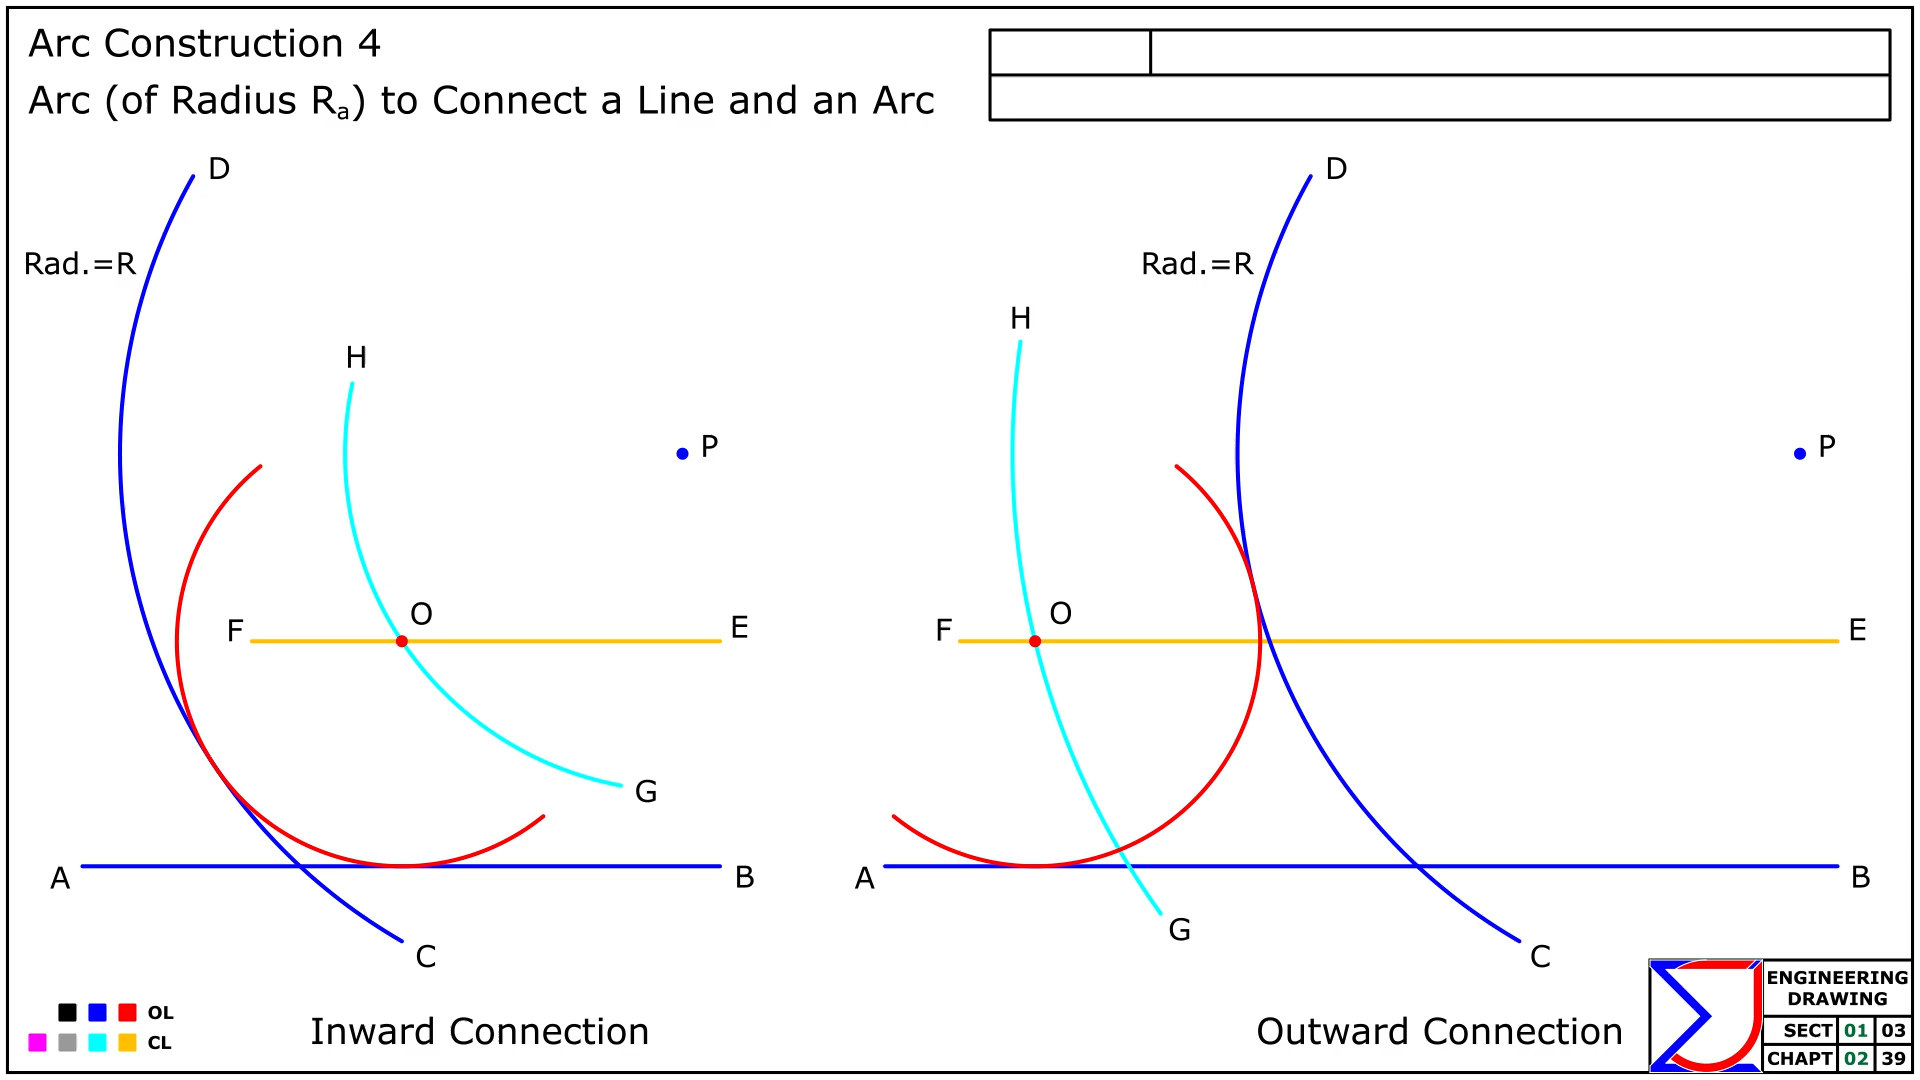 Arc Construction 4
Arc (of Radius Ra) to Connect a Line and an Arc
D
Rad.=R
H
P
O
F
E
G
A
B
C
Inward Connection
D
Rad.=R
H
P
O
F
E
A
B
G
C
Outward Connection
OL
CL
ENGINEERING
DRAWING
SECT 01 03
CHAPT 02 39